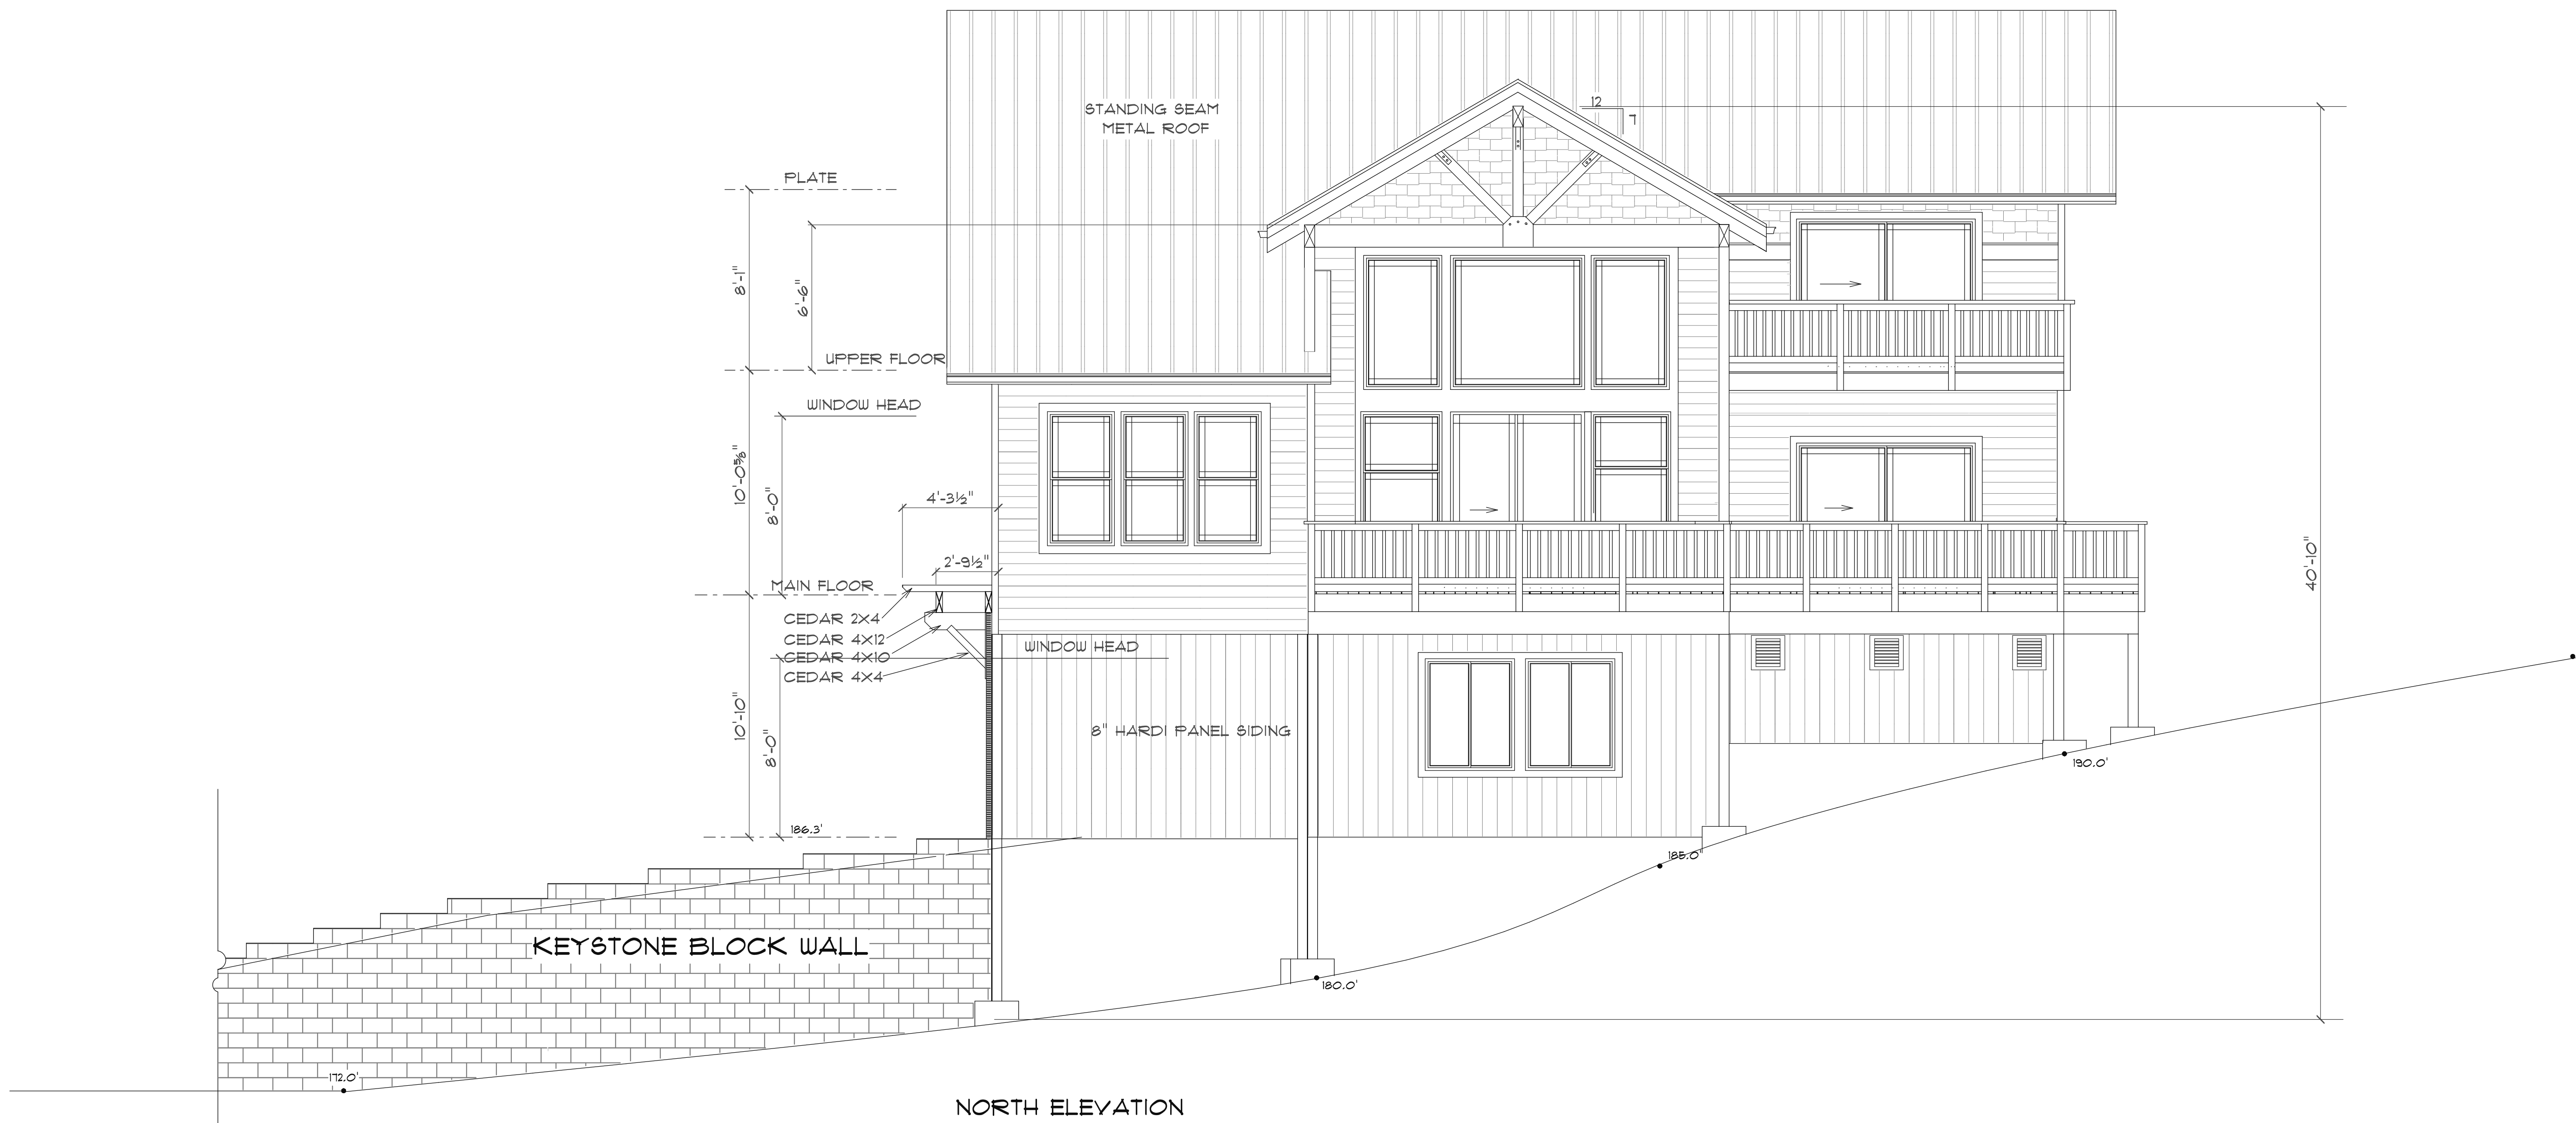 STANDING SEAM
METAL ROOF
12
7
PLATE
8'-1"
6'-6"
UPPER FLOOR
WINDOW HEAD
10'-0⅝"
8'-0"
4'-3½"
2'-9½"
MAIN FLOOR
CEDAR 2X4
CEDAR 4X12
CEDAR 4X10
CEDAR 4X4
WINDOW HEAD
40'-10"
10'-10"
8'-0"
8" HARDI PANEL SIDING
190.0'
186.3'
185.0'
KEYSTONE BLOCK WALL
180.0'
172.0'
NORTH ELEVATION